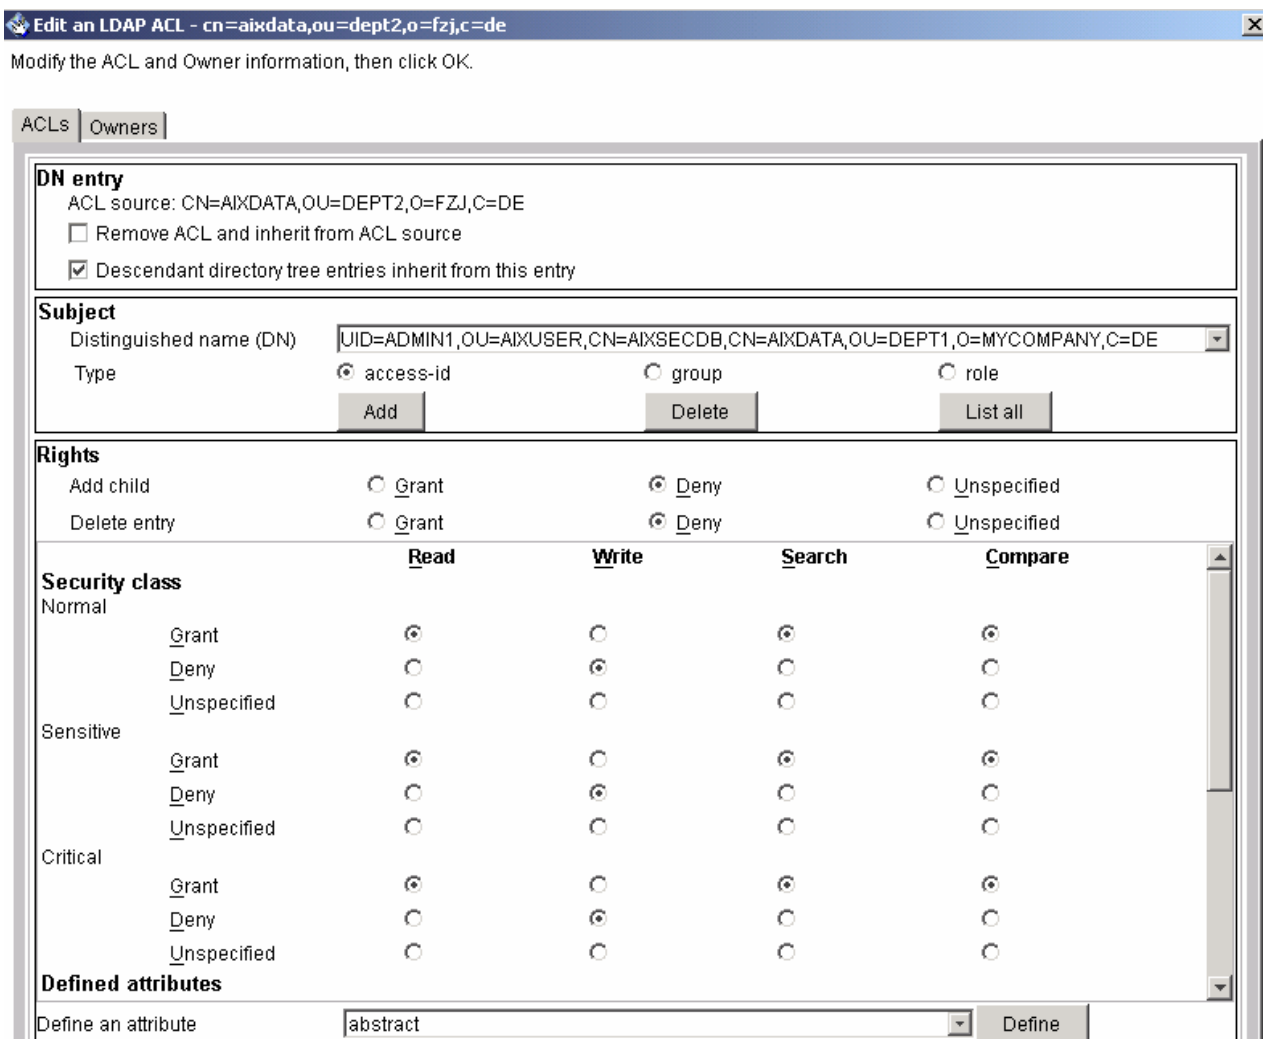 Edit an LDAP ACL - cn=aixdata,ou=dept2,o=fzj,c=de
Modify the ACL and Owner information, then click OK.
ACLs Owners
DN entry
ACL source: CN=AIXDATA,OU=DEPT2,O=FZJ,C=DE
Remove ACL and inherit from ACL source
Descendant directory tree entries inherit from this entry
Subject
Distinguished name (DN) UID=ADMIN1,OU=AIXUSER,CN=AIXSECDB,CN=AIXDATA,OU=DEPT1,O=MYCOMPANY,C=DE
Type access-id group role
Add Delete List all
Rights
Add child Grant Deny Unspecified
Delete entry Grant Deny Unspecified
Read Write Search Compare
Security class
Normal
Grant
Deny
Unspecified
Sensitive
Grant
Deny
Unspecified
Critical
Grant
Deny
Unspecified
Defined attributes
Define an attribute abstract Define